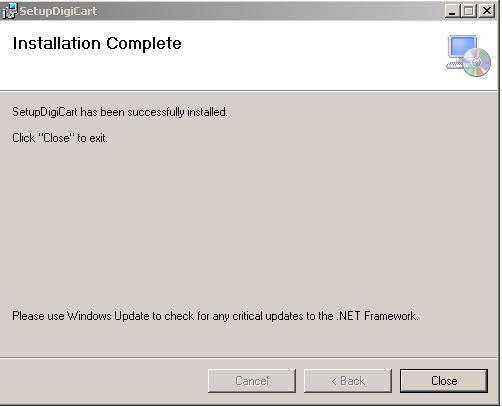 SetupDigiCart
Installation Complete
SetupDigiCart has been successfully installed.
Click "Close" to exit.
Please use Windows Update to check for any critical updates to the .NET Framework.
Cancel
< Back
Close